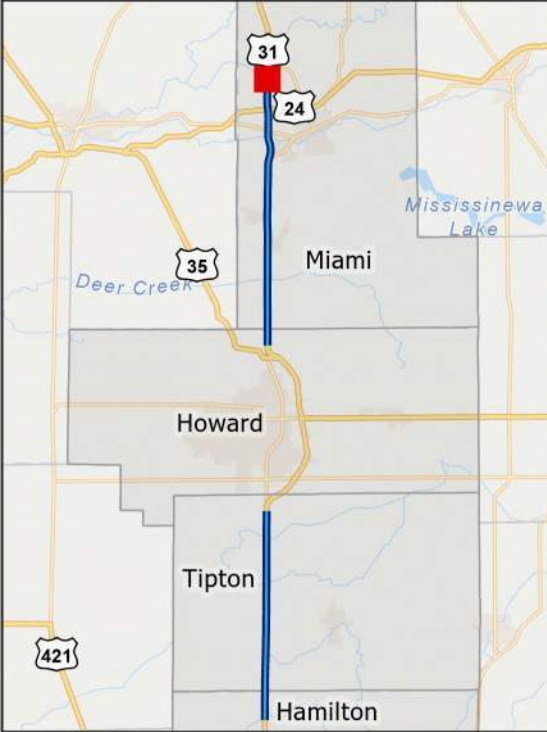 31
24
Mississinewa
Lake
Miami
35
Deer Creek
Howard
Tipton
421
Hamilton